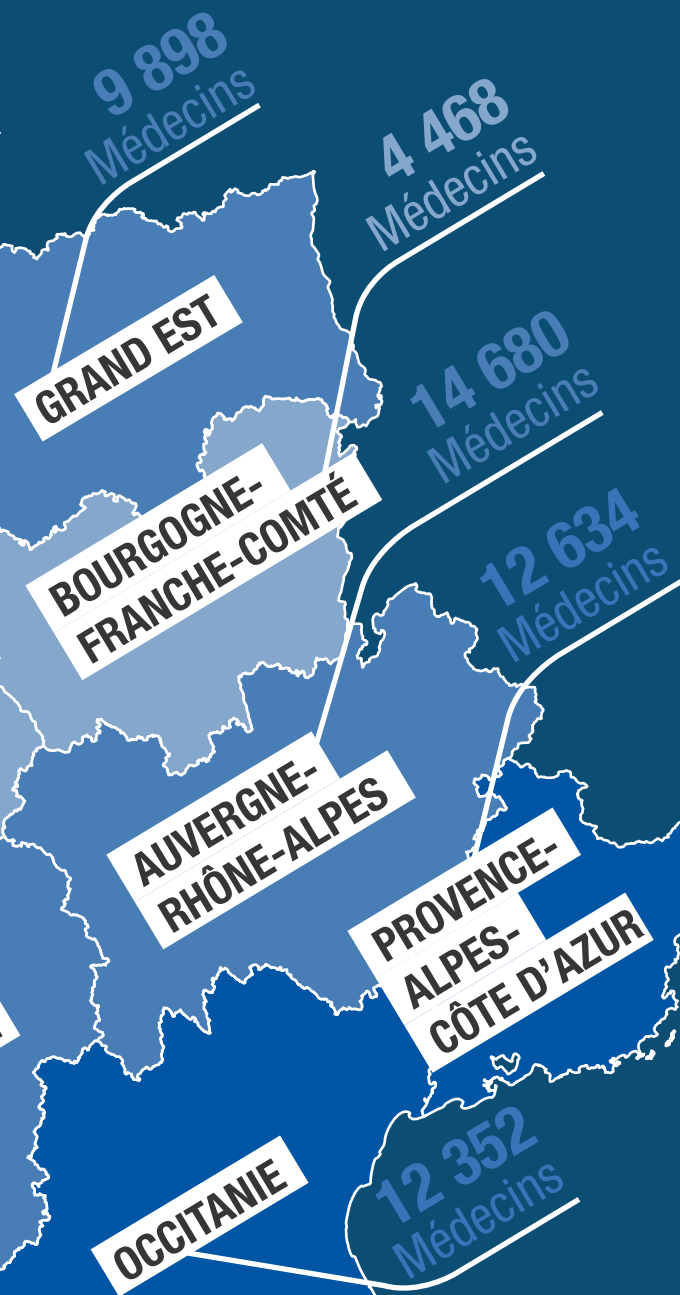 9 898
Médecins
4 468
Médecins
GRAND EST
14 680
Médecins
BOURGOGNE-
FRANCHE-COMTÉ
12 634
Médecins
AUVERGNE-
RHÔNE-ALPES
PROVENCE-
ALPES-
CÔTE D’AZUR
12 352
Médecins
OCCITANIE